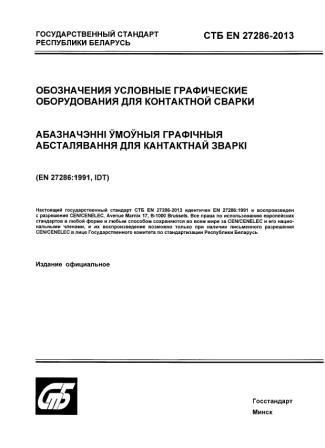 ГОСУДАРСТВЕННЫЙ СТАНДАРТ
РЕСПУБЛИКИ БЕЛАРУСЬ
СТБ EN 27286-2013
ОБОЗНАЧЕНИЯ УСЛОВНЫЕ ГРАФИЧЕСКИЕ
ОБОРУДОВАНИЯ ДЛЯ КОНТАКТНОЙ СВАРКИ
АБАЗНАЧЭННІ ЎМОЎНЫЯ ГРАФІЧНЫЯ
АБСТАЛЯВАННЯ ДЛЯ КАНТАКТНАЙ ЗВАРКІ
(EN 27286:1991, IDT)
Настоящий государственный стандарт СТБ EN 27286-2013 идентичен EN 27286:1991 и воспроизведен
с разрешения CEN/CENELEC, Avenue Marnix 17, B-1000 Brussels. Все права по использованию европейских
стандартов в любой форме и любым способом сохраняются во всем мире за CEN/CENELEC и его нацио-
нальными членами, и их воспроизведение возможно только при наличии письменного разрешения
CEN/CENELEC в лице Государственного комитета по стандартизации Республики Беларусь.
Издание официальное
СТБ
Госстандарт
Минск